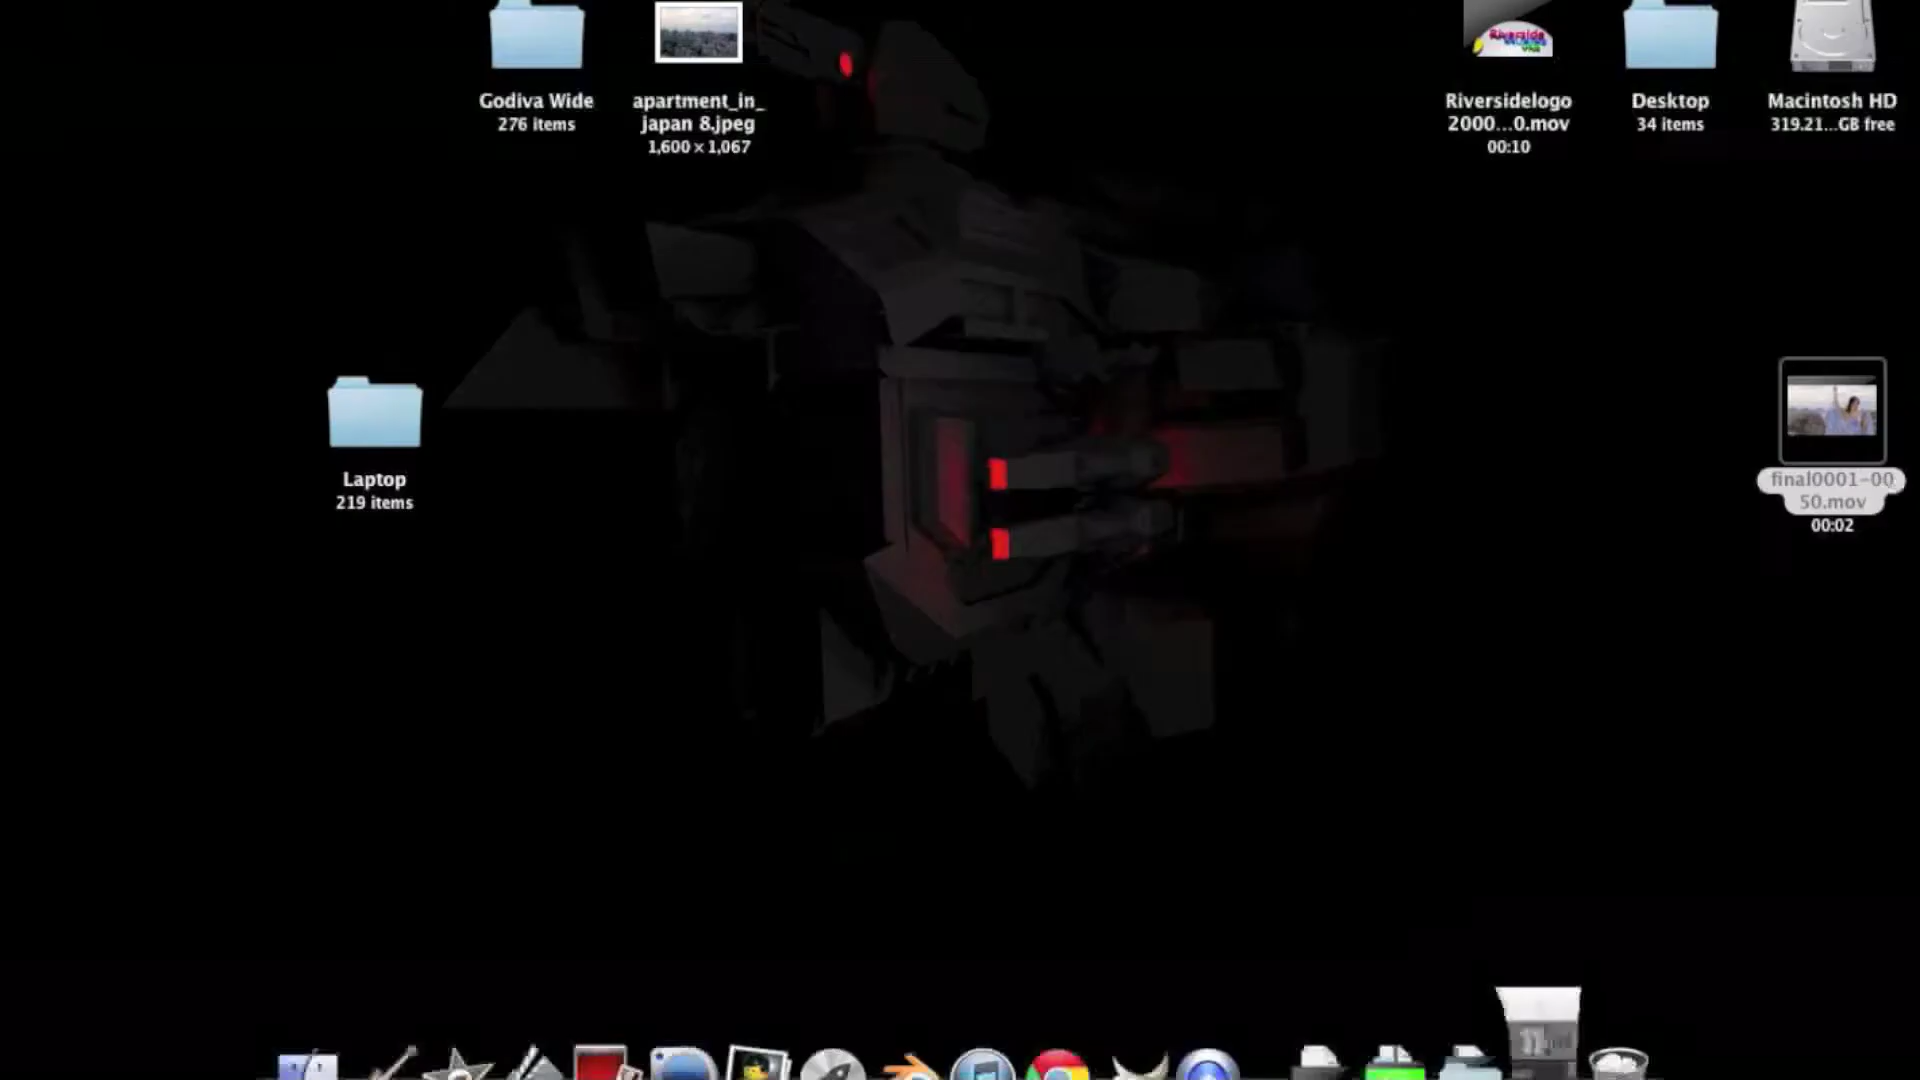 Godiva Wide
276 items
apartment_in_
japan 8.jpeg
1,600 × 1,067
Riverside
Riversidelogo
2000...0.mov
00:10
Desktop
34 items
Macintosh HD
319.21...GB free
Laptop
219 items
final0001-00
50.mov
00:02